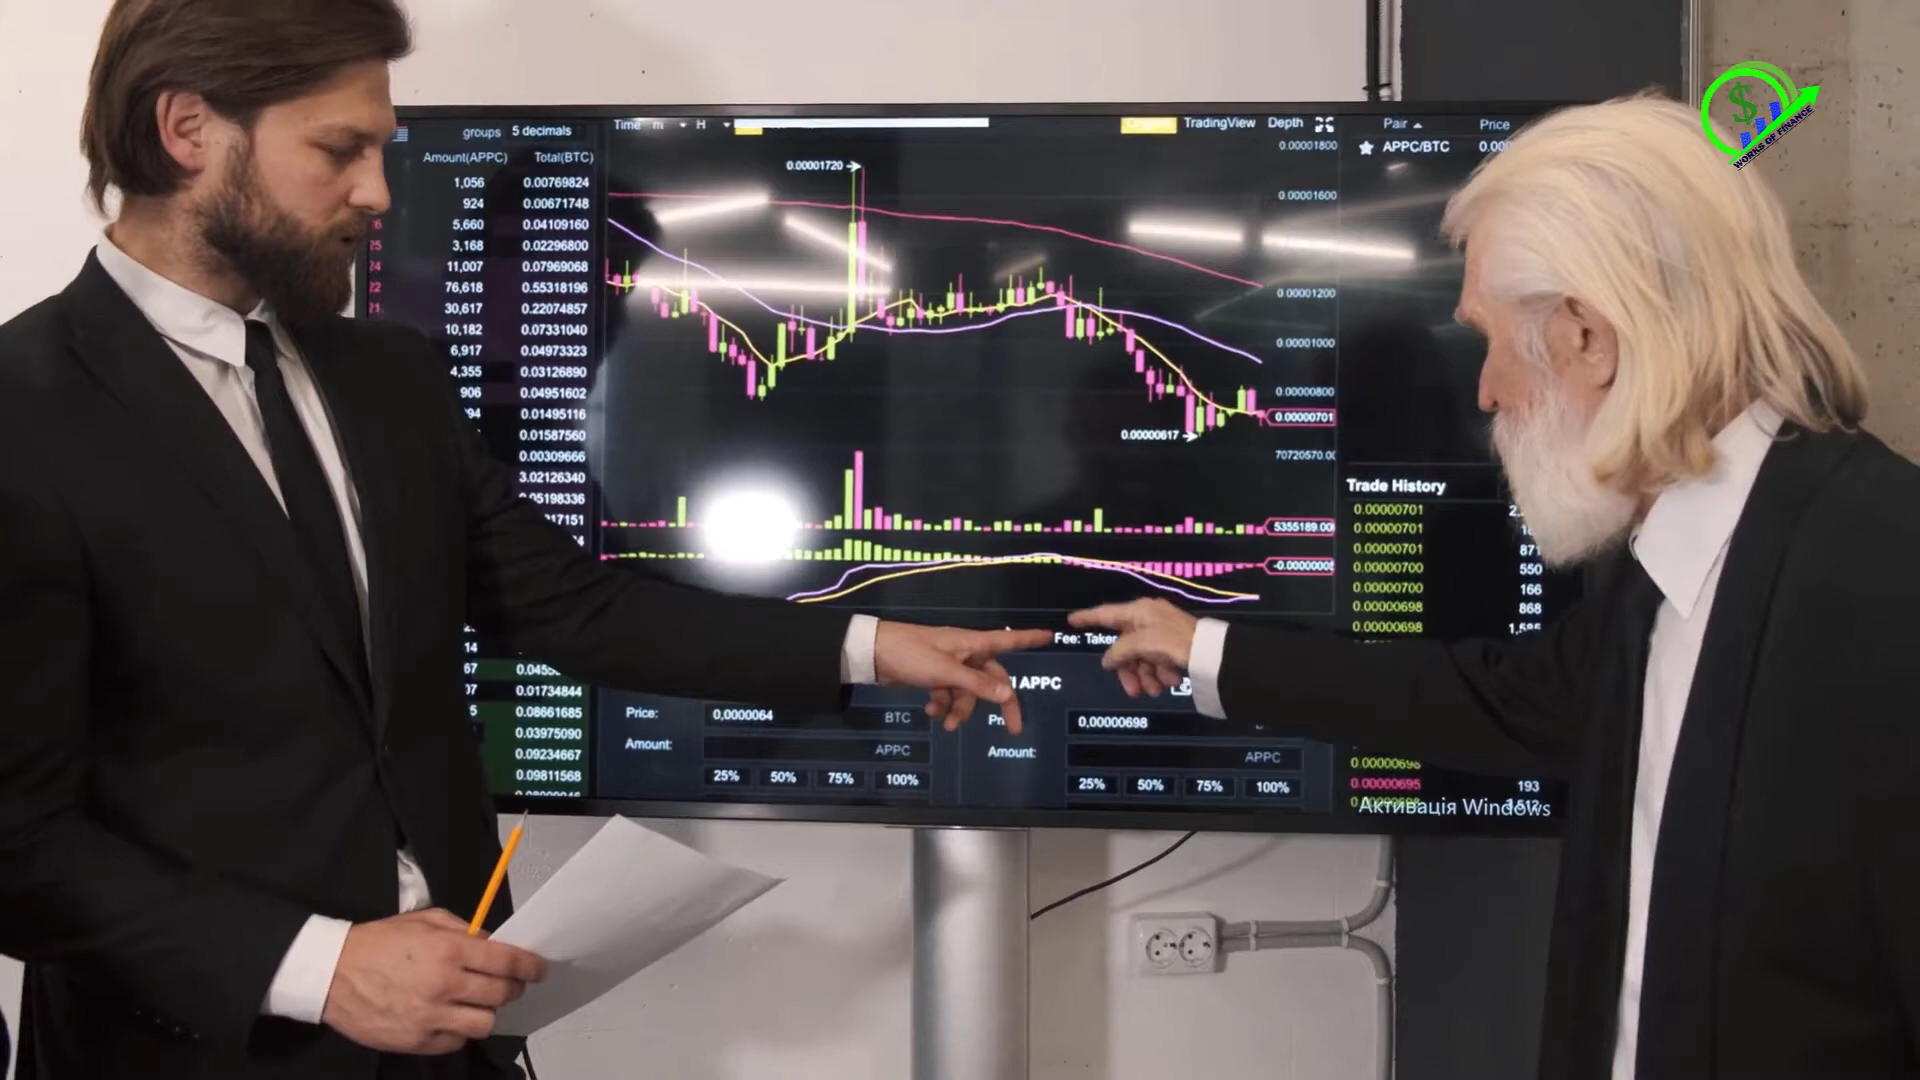 groups 5 decimals
Amount(APPC) Total(BTC)
1,056 0.00769824
924 0.00671748
5,660 0.04109160
3,168 0.02296800
11,007 0.07969068
76,618 0.55318196
30,617 0.22074857
10,182 0.07331040
6,917 0.04973323
4,355 0.03126890
906 0.04951602
0.01495116
0.01587560
0.00309666
3.02126340
0.05198336
0.01734844
0.08661685
0.03975090
0.09234667
0.09811568
Time m H
TradingView Depth
0.00001720
0.00001800
0.00001600
0.00001200
0.00001000
0.00000800
0.00000701
0.00000617
70720570.00
5355189.00
-0.00000005
Pair Price
APPC/BTC
$
WORKS OF FINANCE
Trade History
0.00000701
0.00000701
0.00000701
0.00000700 550
0.00000700 166
0.00000698 868
0.00000698
0.00000695 193
Активація Windows
Fee: Taker
APPC
Price: 0,0000064 BTC
Amount: APPC
25% 50% 75% 100%
0,00000698
Amount: APPC
25% 50% 75% 100%